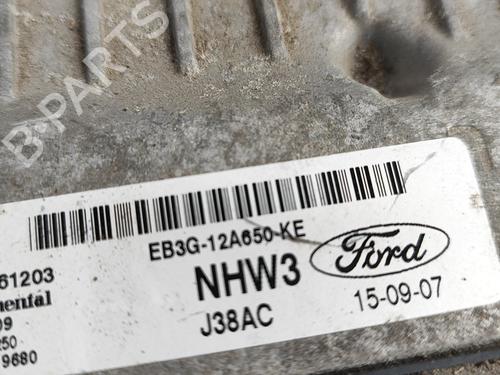 B-PARTS
EB3G-12A650-KE
61203
NHW3
Ford
J38AC
15-09-07
9680